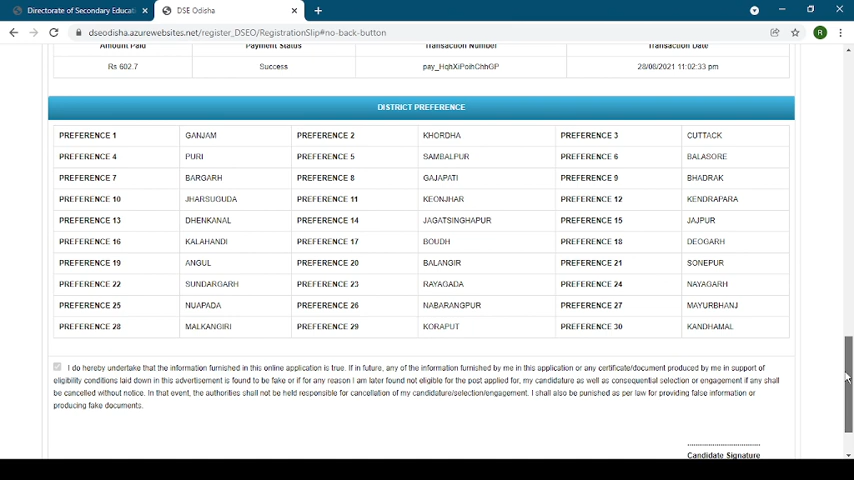 Directorate of Secondary Educati
DSE Odisha
dseodisha.azurewebsites.net/register_DSEO/RegistrationSlip#no-back-button
R
Amount Paid Payment Status Transaction Number Transaction Date
Rs 602.7 Success pay_HqhXiPoihChhGP 28/08/2021 11:02:33 pm
DISTRICT PREFERENCE
PREFERENCE 1 GANJAM PREFERENCE 2 KHORDHA PREFERENCE 3 CUTTACK
PREFERENCE 4 PURI PREFERENCE 5 SAMBALPUR PREFERENCE 6 BALASORE
PREFERENCE 7 BARGARH PREFERENCE 8 GAJAPATI PREFERENCE 9 BHADRAK
PREFERENCE 10 JHARSUGUDA PREFERENCE 11 KEONJHAR PREFERENCE 12 KENDRAPARA
PREFERENCE 13 DHENKANAL PREFERENCE 14 JAGATSINGHAPUR PREFERENCE 15 JAJPUR
PREFERENCE 16 KALAHANDI PREFERENCE 17 BOUDH PREFERENCE 18 DEOGARH
PREFERENCE 19 ANGUL PREFERENCE 20 BALANGIR PREFERENCE 21 SONEPUR
PREFERENCE 22 SUNDARGARH PREFERENCE 23 RAYAGADA PREFERENCE 24 NAYAGARH
PREFERENCE 25 NUAPADA PREFERENCE 26 NABARANGPUR PREFERENCE 27 MAYURBHANJ
PREFERENCE 28 MALKANGIRI PREFERENCE 29 KORAPUT PREFERENCE 30 KANDHAMAL
I do hereby undertake that the information furnished in this online application is true. If in future, any of the information furnished by me in this application or any certificate/document produced by me in support of
eligibility conditions laid down in this advertisement is found to be fake or if for any reason I am later found not eligible for the post applied for, my candidature as well as consequential selection or engagement if any shall
be cancelled without notice. In that event, the authorities shall not be held responsible for cancellation of my candidature/selection/engagement. I shall also be punished as per law for providing false information or
producing fake documents.
Candidate Signature